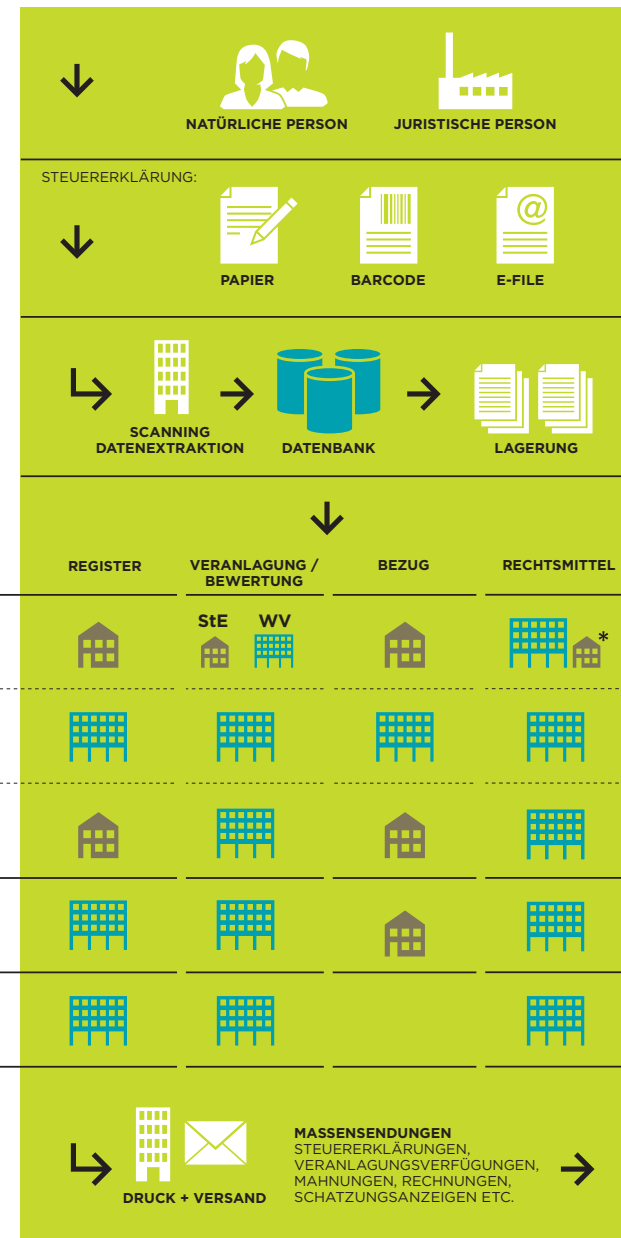 NATÜRLICHE PERSON
JURISTISCHE PERSON
STEUERERKLÄRUNG:
PAPIER
BARCODE
@
E-FILE
SCANNING
DATENEXTRAKTION
DATENBANK
LAGERUNG
REGISTER
VERANLAGUNG /
BEWERTUNG
BEZUG
RECHTSMITTEL
StE
WV
*
DRUCK + VERSAND
MASSENSENDUNGEN
STEUERERKLÄRUNGEN,
VERANLAGUNGSVERFÜGUNGEN,
MAHNUNGEN, RECHNUNGEN,
SCHATZUNGSANZEIGEN ETC.